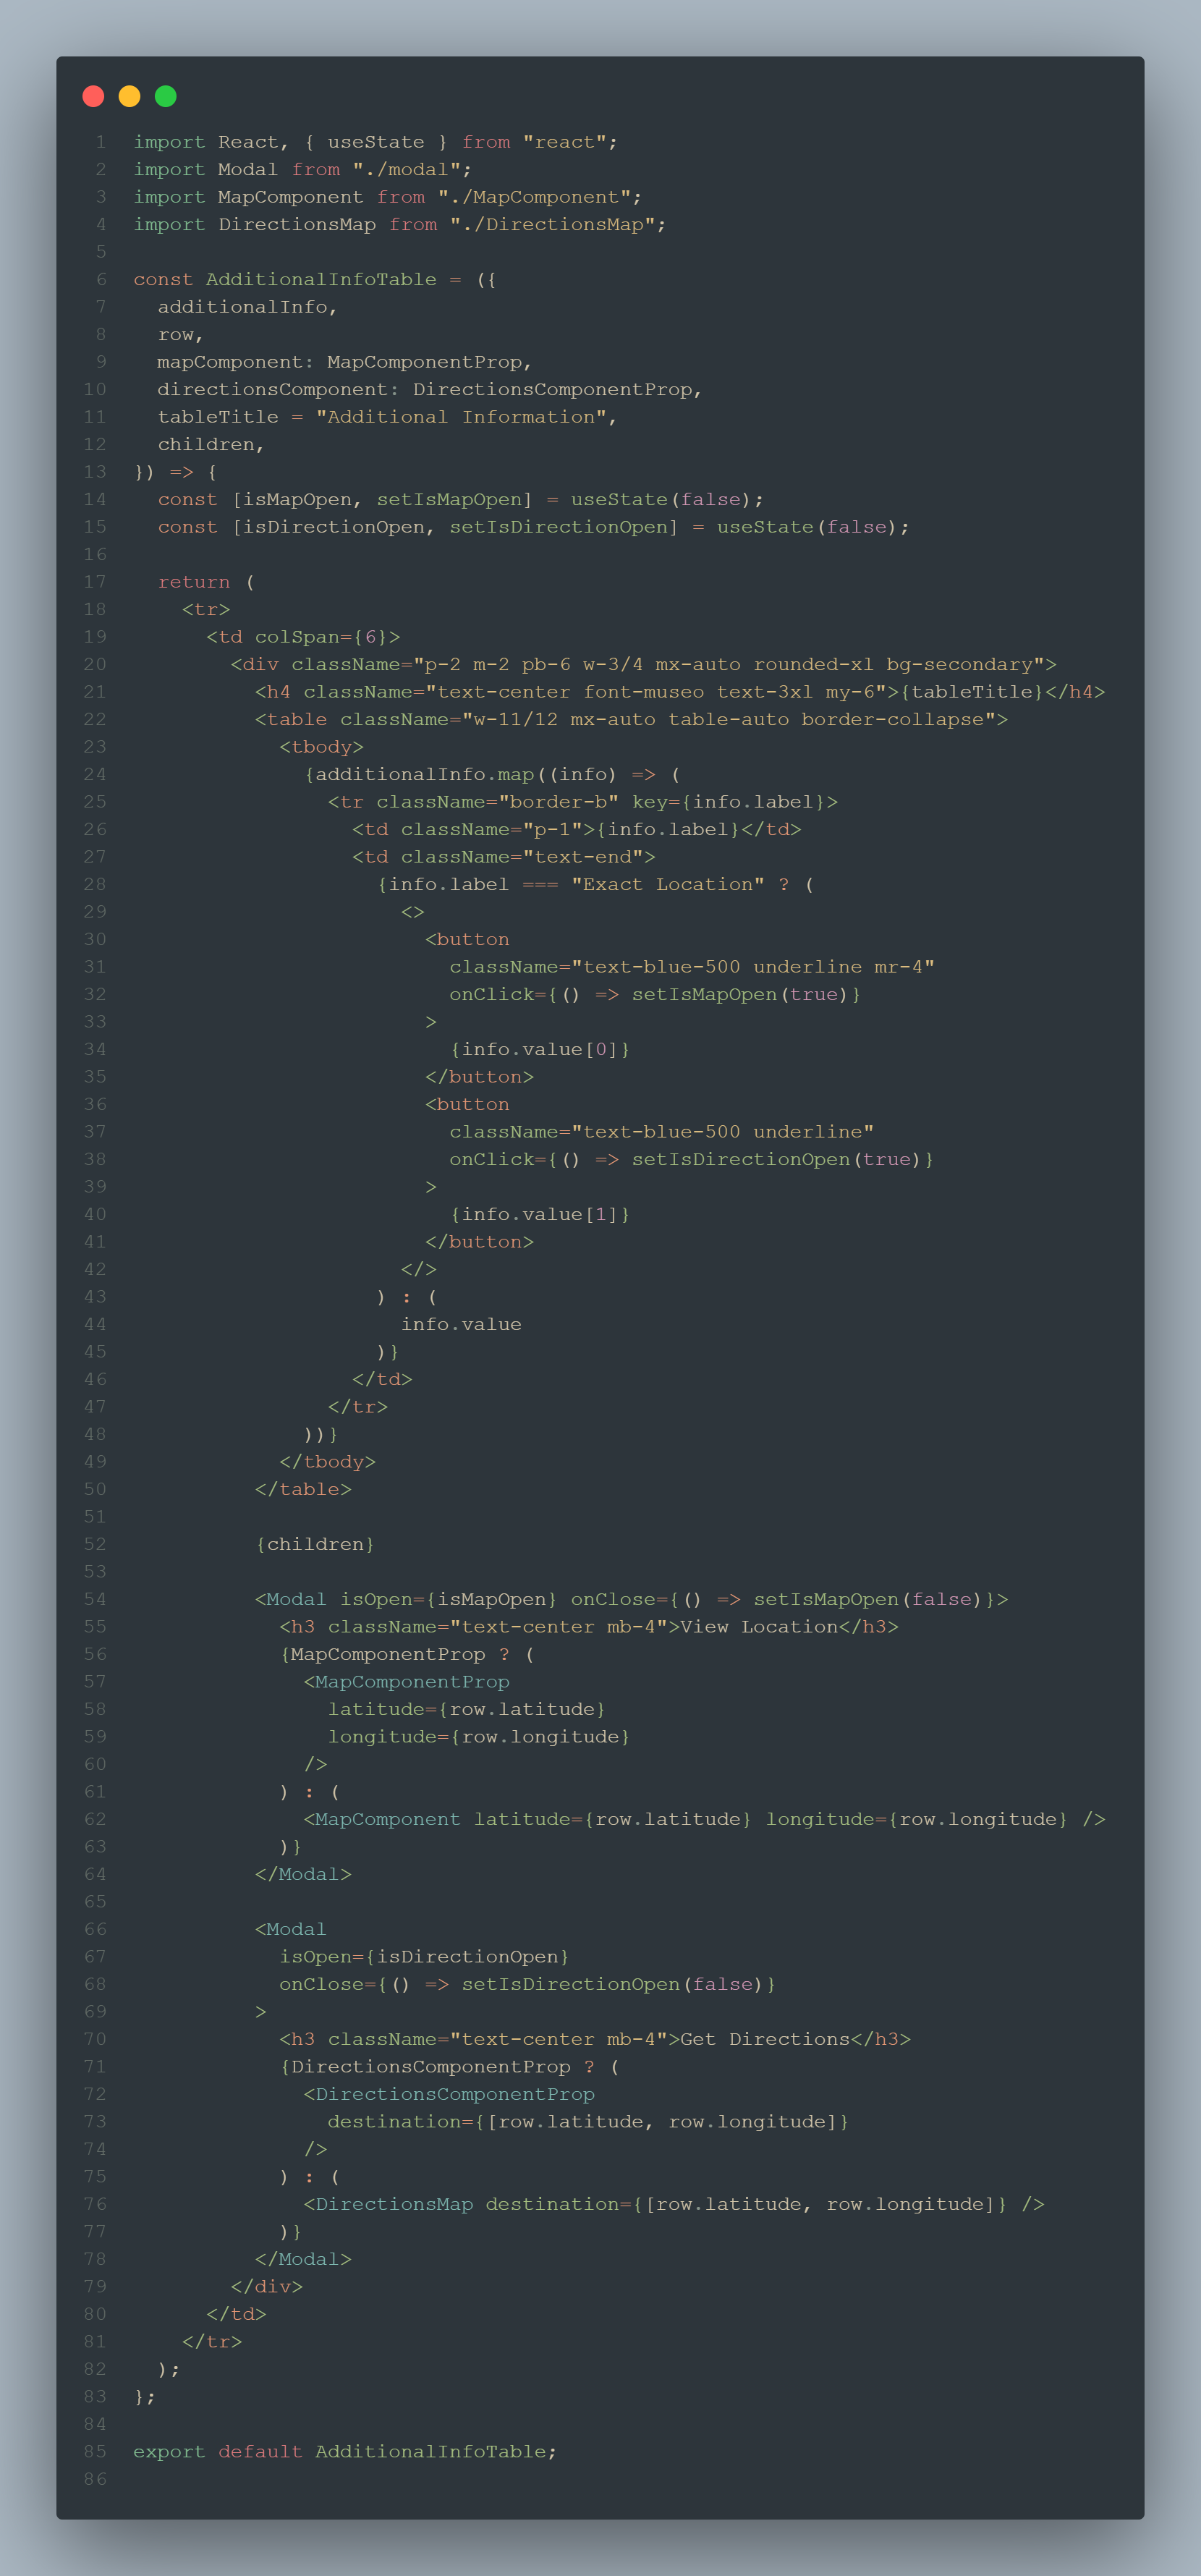 1 import React, { useState } from "react";
2 import Modal from "./modal";
3 import MapComponent from "./MapComponent";
4 import DirectionsMap from "./DirectionsMap";
5
6 const AdditionalInfoTable = ({
7   additionalInfo,
8   row,
9   mapComponent: MapComponentProp,
10   directionsComponent: DirectionsComponentProp,
11   tableTitle = "Additional Information",
12   children,
13 }) => {
14   const [isMapOpen, setIsMapOpen] = useState(false);
15   const [isDirectionOpen, setIsDirectionOpen] = useState(false);
16
17   return (
18     <tr>
19       <td colSpan={6}>
20         <div className="p-2 m-2 pb-6 w-3/4 mx-auto rounded-xl bg-secondary">
21           <h4 className="text-center font-museo text-3xl my-6">{tableTitle}</h4>
22           <table className="w-11/12 mx-auto table-auto border-collapse">
23             <tbody>
24               {additionalInfo.map((info) => (
25                 <tr className="border-b" key={info.label}>
26                   <td className="p-1">{info.label}</td>
27                   <td className="text-end">
28                     {info.label === "Exact Location" ? (
29                       <>
30                         <button
31                           className="text-blue-500 underline mr-4"
32                           onClick={() => setIsMapOpen(true)}
33                         >
34                           {info.value[0]}
35                         </button>
36                         <button
37                           className="text-blue-500 underline"
38                           onClick={() => setIsDirectionOpen(true)}
39                         >
40                           {info.value[1]}
41                         </button>
42                       </>
43                     ) : (
44                       info.value
45                     )}
46                   </td>
47                 </tr>
48               ))}
49             </tbody>
50           </table>
51
52           {children}
53
54           <Modal isOpen={isMapOpen} onClose={() => setIsMapOpen(false)}>
55             <h3 className="text-center mb-4">View Location</h3>
56             {MapComponentProp ? (
57               <MapComponentProp
58                 latitude={row.latitude}
59                 longitude={row.longitude}
60               />
61             ) : (
62               <MapComponent latitude={row.latitude} longitude={row.longitude} />
63             )}
64           </Modal>
65
66           <Modal
67             isOpen={isDirectionOpen}
68             onClose={() => setIsDirectionOpen(false)}
69           >
70             <h3 className="text-center mb-4">Get Directions</h3>
71             {DirectionsComponentProp ? (
72               <DirectionsComponentProp
73                 destination={[row.latitude, row.longitude]}
74               />
75             ) : (
76               <DirectionsMap destination={[row.latitude, row.longitude]} />
77             )}
78           </Modal>
79         </div>
80       </td>
81     </tr>
82   );
83 };
84
85 export default AdditionalInfoTable;
86